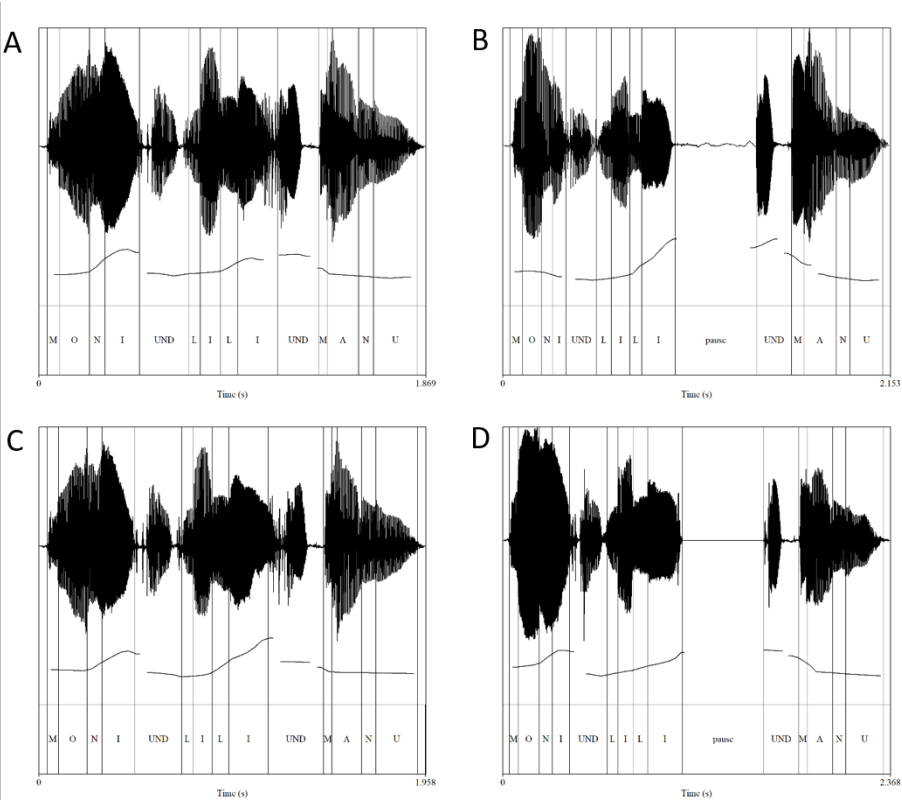 A
M O N I UND L I L I UND M A N U
0 1.869
Time (s)
B
M O N I UND L I L I pause UND M A N U
0 2.153
Time (s)
C
M O N I UND L I L I UND M A N U
0 1.958
Time (s)
D
M O N I UND L I L I pause UND M A N U
0 2.368
Time (s)